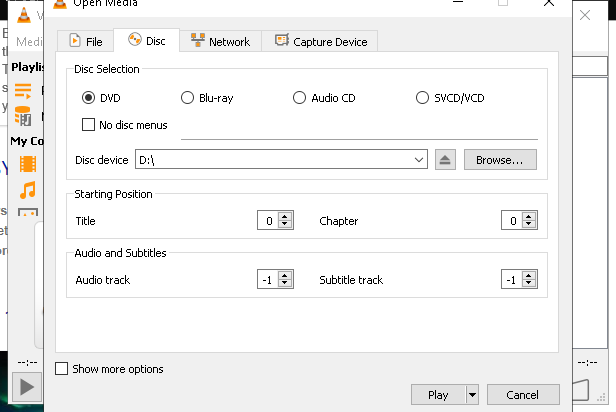 Open Media
Medi
File
Disc
Network
Capture Device
Playlis
My Co
Disc Selection
DVD
Blu-ray
Audio CD
SVCD/VCD
No disc menus
Disc device
D:\
Browse...
Starting Position
Title
0
Chapter
0
Audio and Subtitles
Audio track
-1
Subtitle track
-1
--:--
--:--
Show more options
Play
Cancel